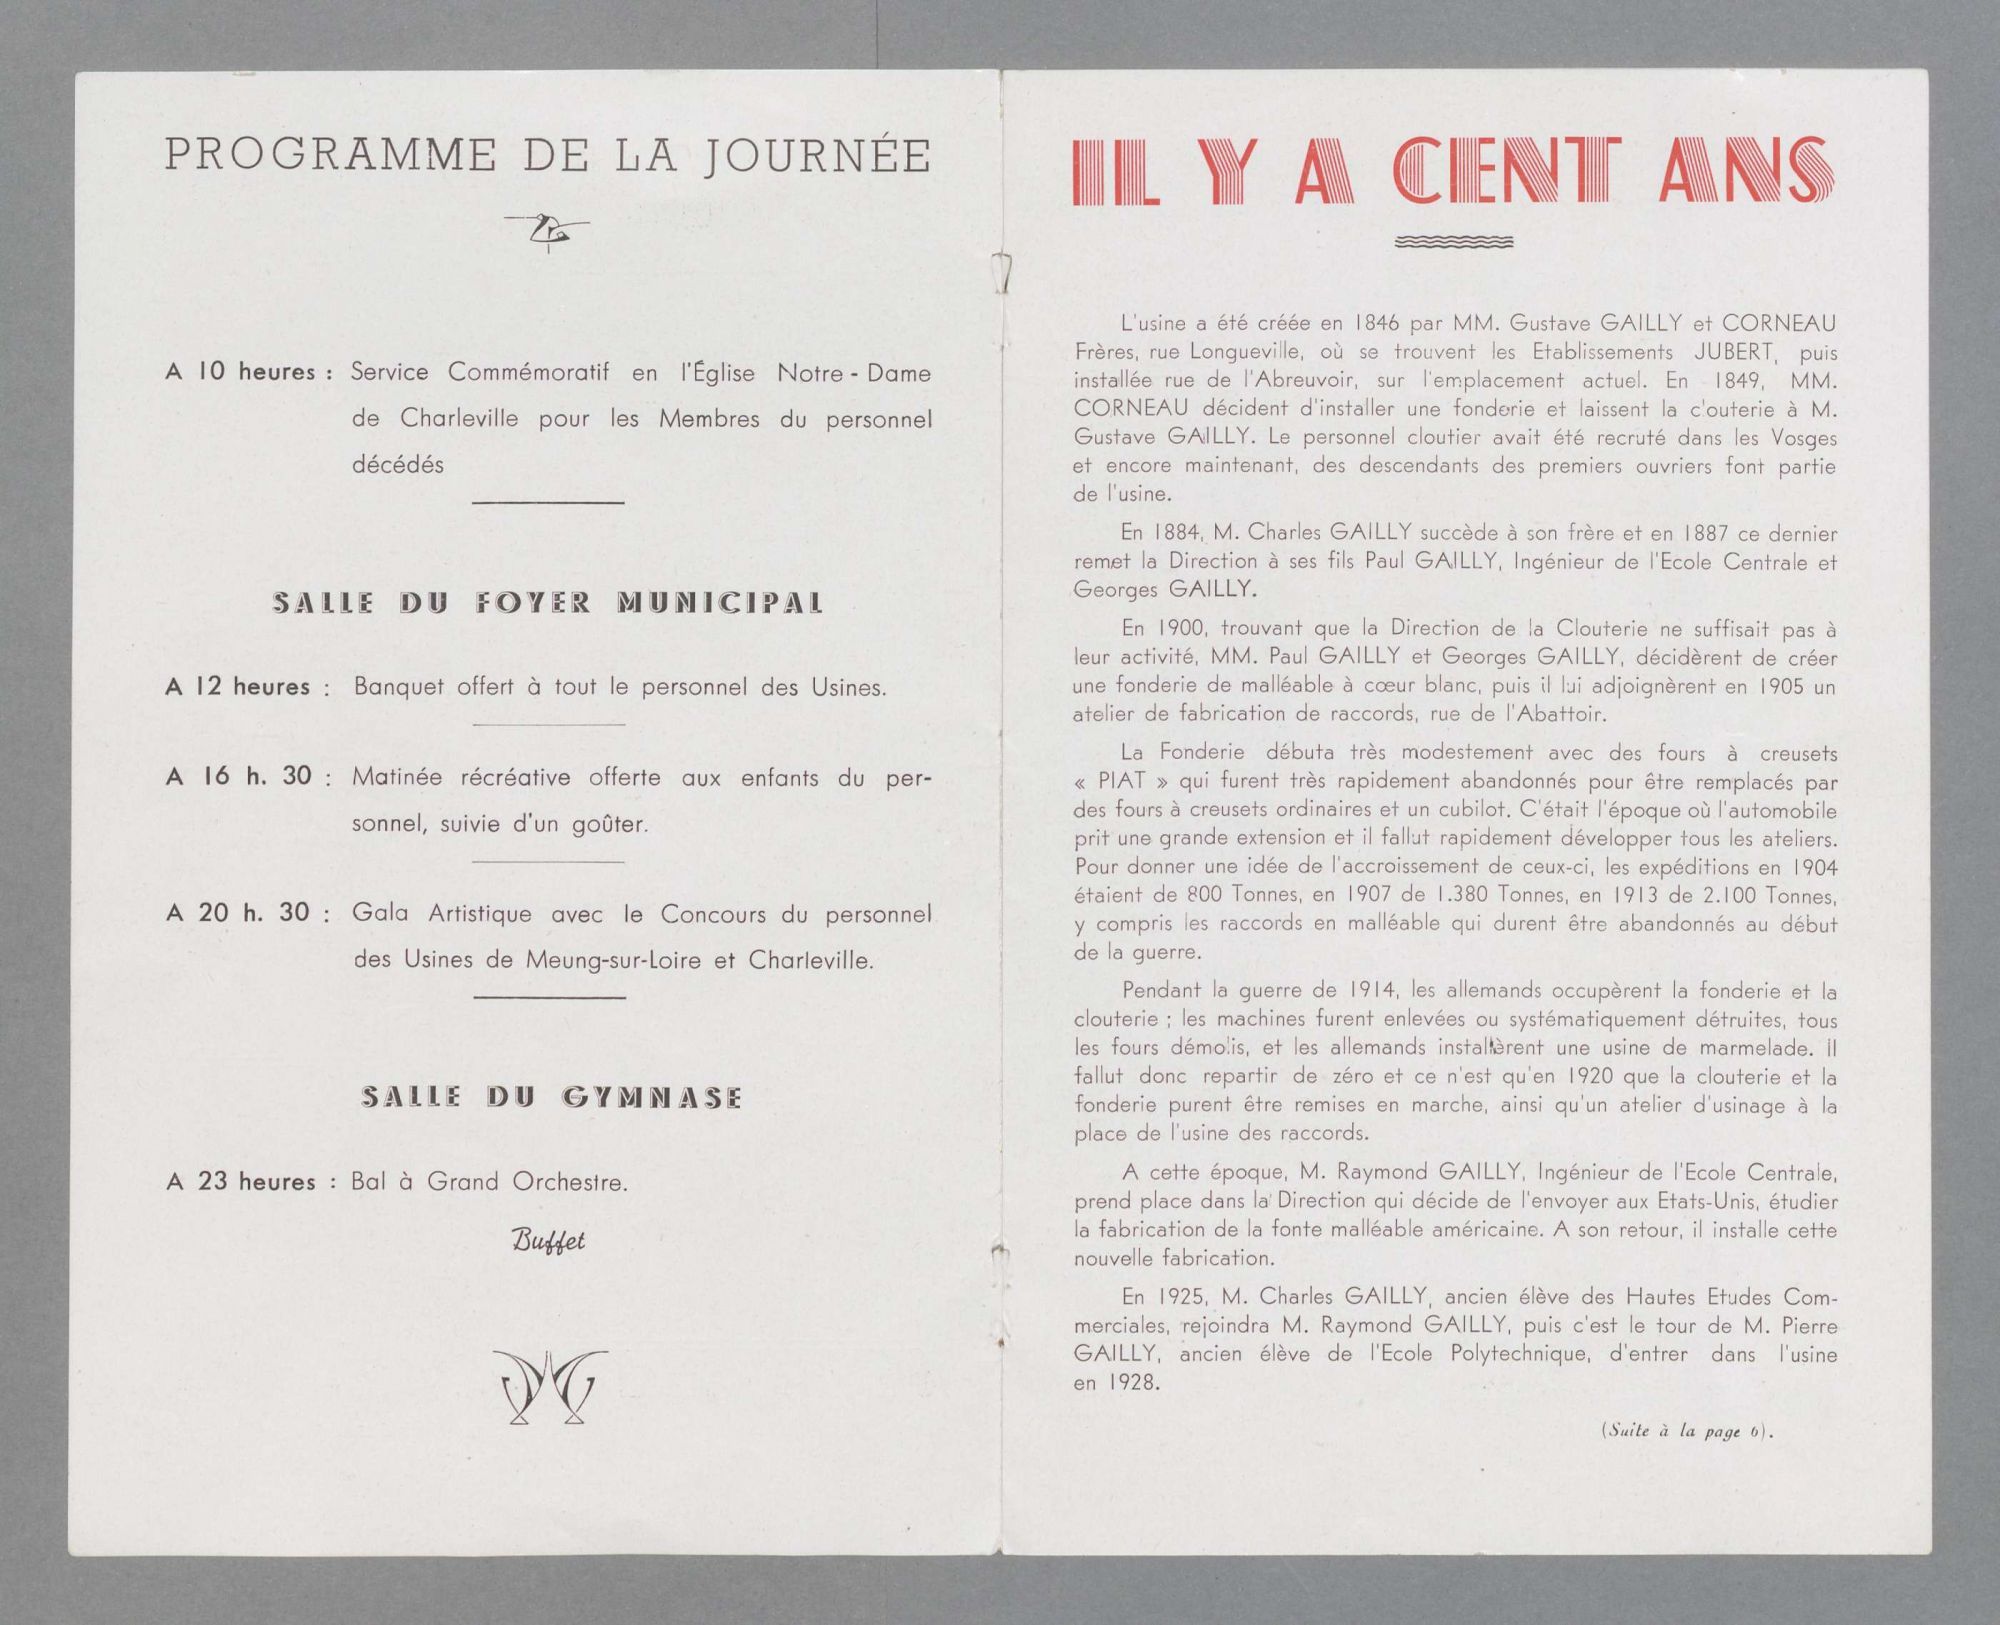 PROGRAMME DE LA JOURNÉE
A 10 heures : Service Commémoratif en l'Église Notre-Dame
de Charleville pour les Membres du personnel
décédés
SALLE DU FOYER MUNICIPAL
A 12 heures : Banquet offert à tout le personnel des Usines.
A 16 h. 30 : Matinée récréative offerte aux enfants du per-
sonnel, suivie d'un goûter.
A 20 h. 30 : Gala Artistique avec le Concours du personnel
des Usines de Meung-sur-Loire et Charleville.
SALLE DU GYMNASE
A 23 heures : Bal à Grand Orchestre.
Buffet
IL Y A CENT ANS
L'usine a été créée en 1846 par MM. Gustave GAILLY et CORNEAU
Frères, rue Longueville, où se trouvent les Etablissements JUBERT, puis
installée rue de l'Abreuvoir, sur l'emplacement actuel. En 1849, MM.
CORNEAU décident d'installer une fonderie et laissent la c'outerie à M.
Gustave GAILLY. Le personnel cloutier avait été recruté dans les Vosges
et encore maintenant, des descendants des premiers ouvriers font partie
de l'usine.
En 1884, M. Charles GAILLY succède à son frère et en 1887 ce dernier
remet la Direction à ses fils Paul GAILLY, Ingénieur de l'Ecole Centrale et
Georges GAILLY.
En 1900, trouvant que la Direction de la Clouterie ne suffisait pas à
leur activité, MM. Paul GAILLY et Georges GAILLY, décidèrent de créer
une fonderie de malléable à cœur blanc, puis il lui adjoignèrent en 1905 un
atelier de fabrication de raccords, rue de l'Abattoir.
La Fonderie débuta très modestement avec des fours à creusets
« PIAT » qui furent très rapidement abandonnés pour être remplacés par
des fours à creusets ordinaires et un cubilot. C'était l'époque où l'automobile
prit une grande extension et il fallut rapidement développer tous les ateliers.
Pour donner une idée de l'accroissement de ceux-ci, les expéditions en 1904
étaient de 800 Tonnes, en 1907 de 1.380 Tonnes, en 1913 de 2.100 Tonnes,
y compris les raccords en malléable qui durent être abandonnés au début
de la guerre.
Pendant la guerre de 1914, les allemands occupèrent la fonderie et la
clouterie ; les machines furent enlevées ou systématiquement détruites, tous
les fours démolis, et les allemands installèrent une usine de marmelade. il
fallut donc repartir de zéro et ce n'est qu'en 1920 que la clouterie et la
fonderie purent être remises en marche, ainsi qu'un atelier d'usinage à la
place de l'usine des raccords.
A cette époque, M. Raymond GAILLY, Ingénieur de l'Ecole Centrale,
prend place dans la Direction qui décide de l'envoyer aux Etats-Unis, étudier
la fabrication de la fonte malléable américaine. A son retour, il installe cette
nouvelle fabrication.
En 1925, M. Charles GAILLY, ancien élève des Hautes Etudes Com-
merciales, rejoindra M. Raymond GAILLY, puis c'est le tour de M. Pierre
GAILLY, ancien élève de l'Ecole Polytechnique, d'entrer dans l'usine
en 1928.
(Suite à la page 6).